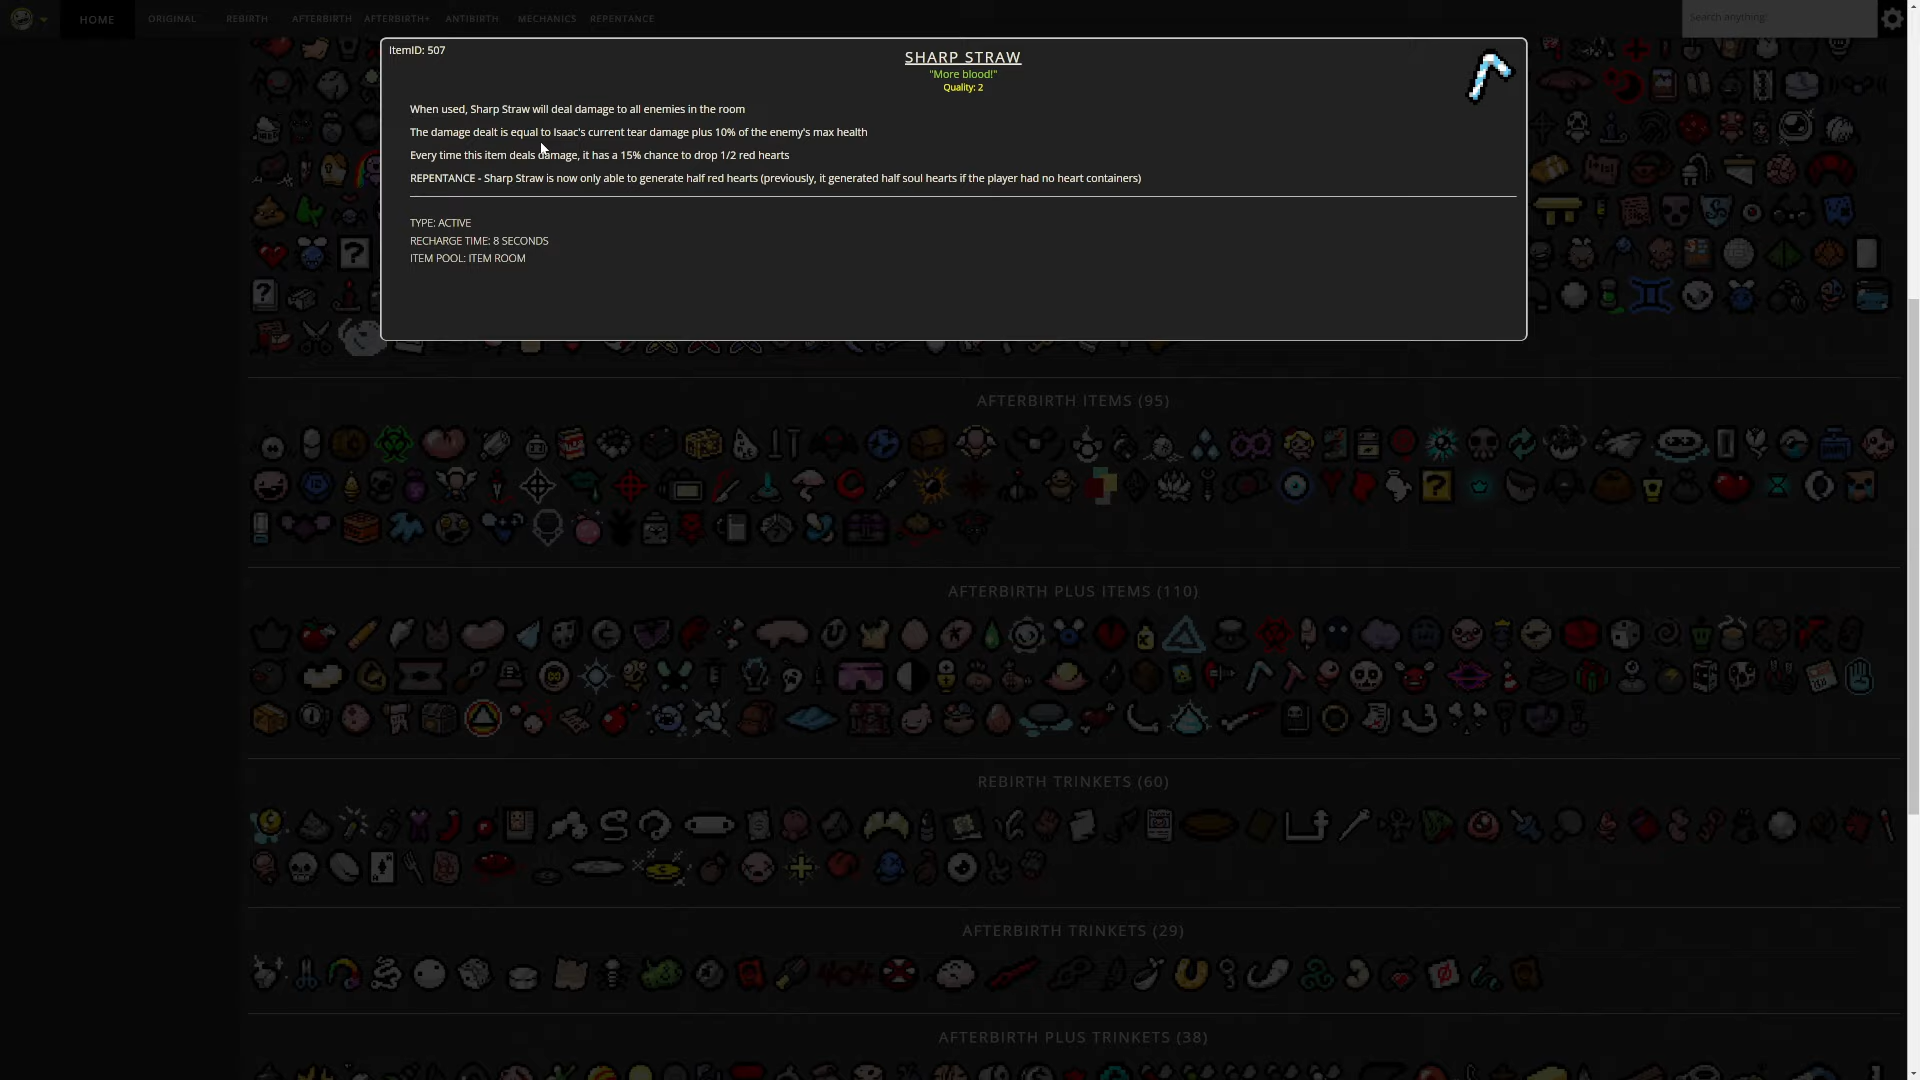 HOME
ORIGINAL
REBIRTH
AFTERBIRTH
AFTERBIRTH+
ANTIBIRTH
MECHANICS
REPENTANCE
Search anything!
ItemID: 507
SHARP STRAW
"More blood!"
Quality: 2
When used, Sharp Straw will deal damage to all enemies in the room
The damage dealt is equal to Isaac's current tear damage plus 10% of the enemy's max health
Every time this item deals damage, it has a 15% chance to drop 1/2 red hearts
REPENTANCE - Sharp Straw is now only able to generate half red hearts (previously, it generated half soul hearts if the player had no heart containers)
TYPE: ACTIVE
RECHARGE TIME: 8 SECONDS
ITEM POOL: ITEM ROOM
AFTERBIRTH ITEMS (95)
AFTERBIRTH PLUS ITEMS (110)
REBIRTH TRINKETS (60)
AFTERBIRTH TRINKETS (29)
AFTERBIRTH PLUS TRINKETS (38)